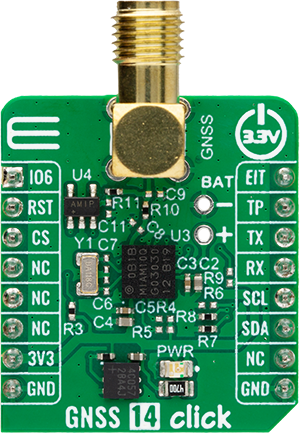 GNSS
3.3V
IO6
U4
C9
BAT
EIT
AMIP
R11
R10
RST
TP
C11
C8
U3
CS
Y1
C7
TX
NC
C3
C2
RX
R9
NC
C6
C5
R4
R6
SCL
NC
C4
R8
SDA
R3
R5
R7
3V3
PWR
NC
GND
GND
GNSS 14 click